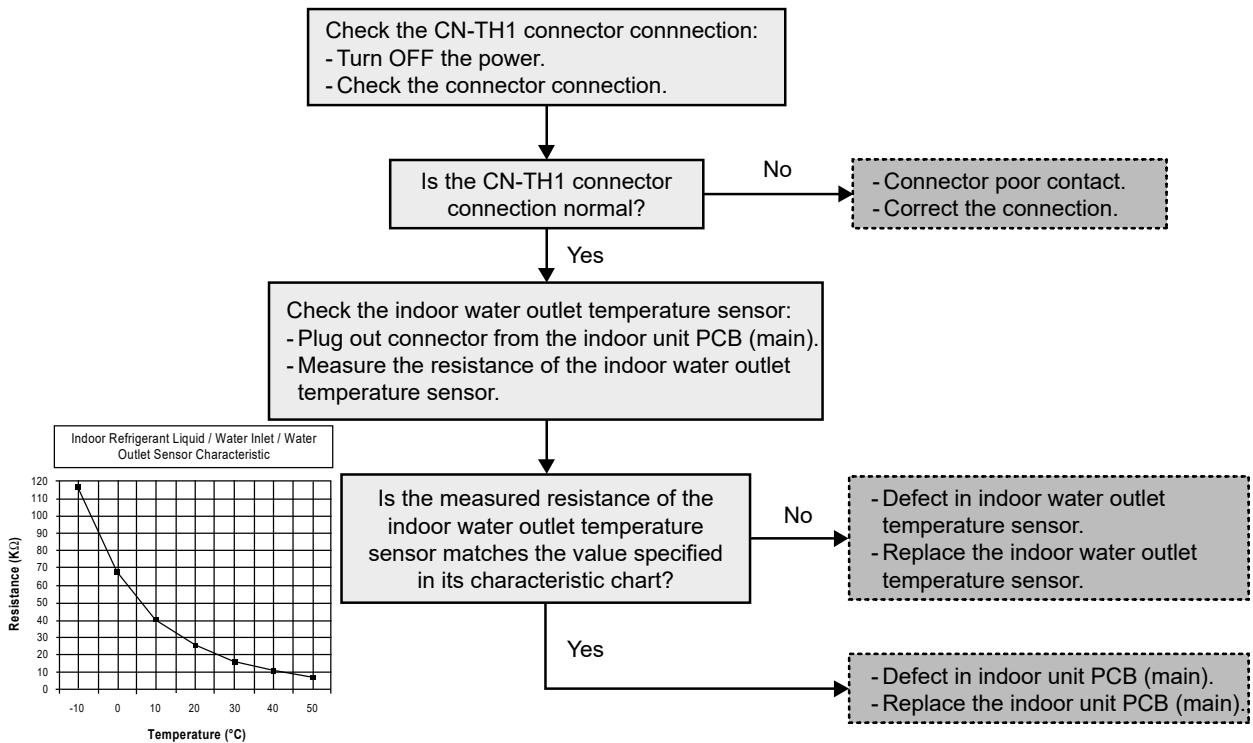 Check the CN-TH1 connector connnection:
- Turn OFF the power.
- Check the connector connection.
Is the CN-TH1 connector
connection normal?
No
- Connector poor contact.
- Correct the connection.
Yes
Check the indoor water outlet temperature sensor:
- Plug out connector from the indoor unit PCB (main).
- Measure the resistance of the indoor water outlet
temperature sensor.
Indoor Refrigerant Liquid / Water Inlet / Water
Outlet Sensor Characteristic
Resistance (KΩ)
120
110
100
90
80
70
60
50
40
30
20
10
0
-10 0 10 20 30 40 50
Temperature (°C)
Is the measured resistance of the
indoor water outlet temperature
sensor matches the value specified
in its characteristic chart?
No
- Defect in indoor water outlet
temperature sensor.
- Replace the indoor water outlet
temperature sensor.
Yes
- Defect in indoor unit PCB (main).
- Replace the indoor unit PCB (main).